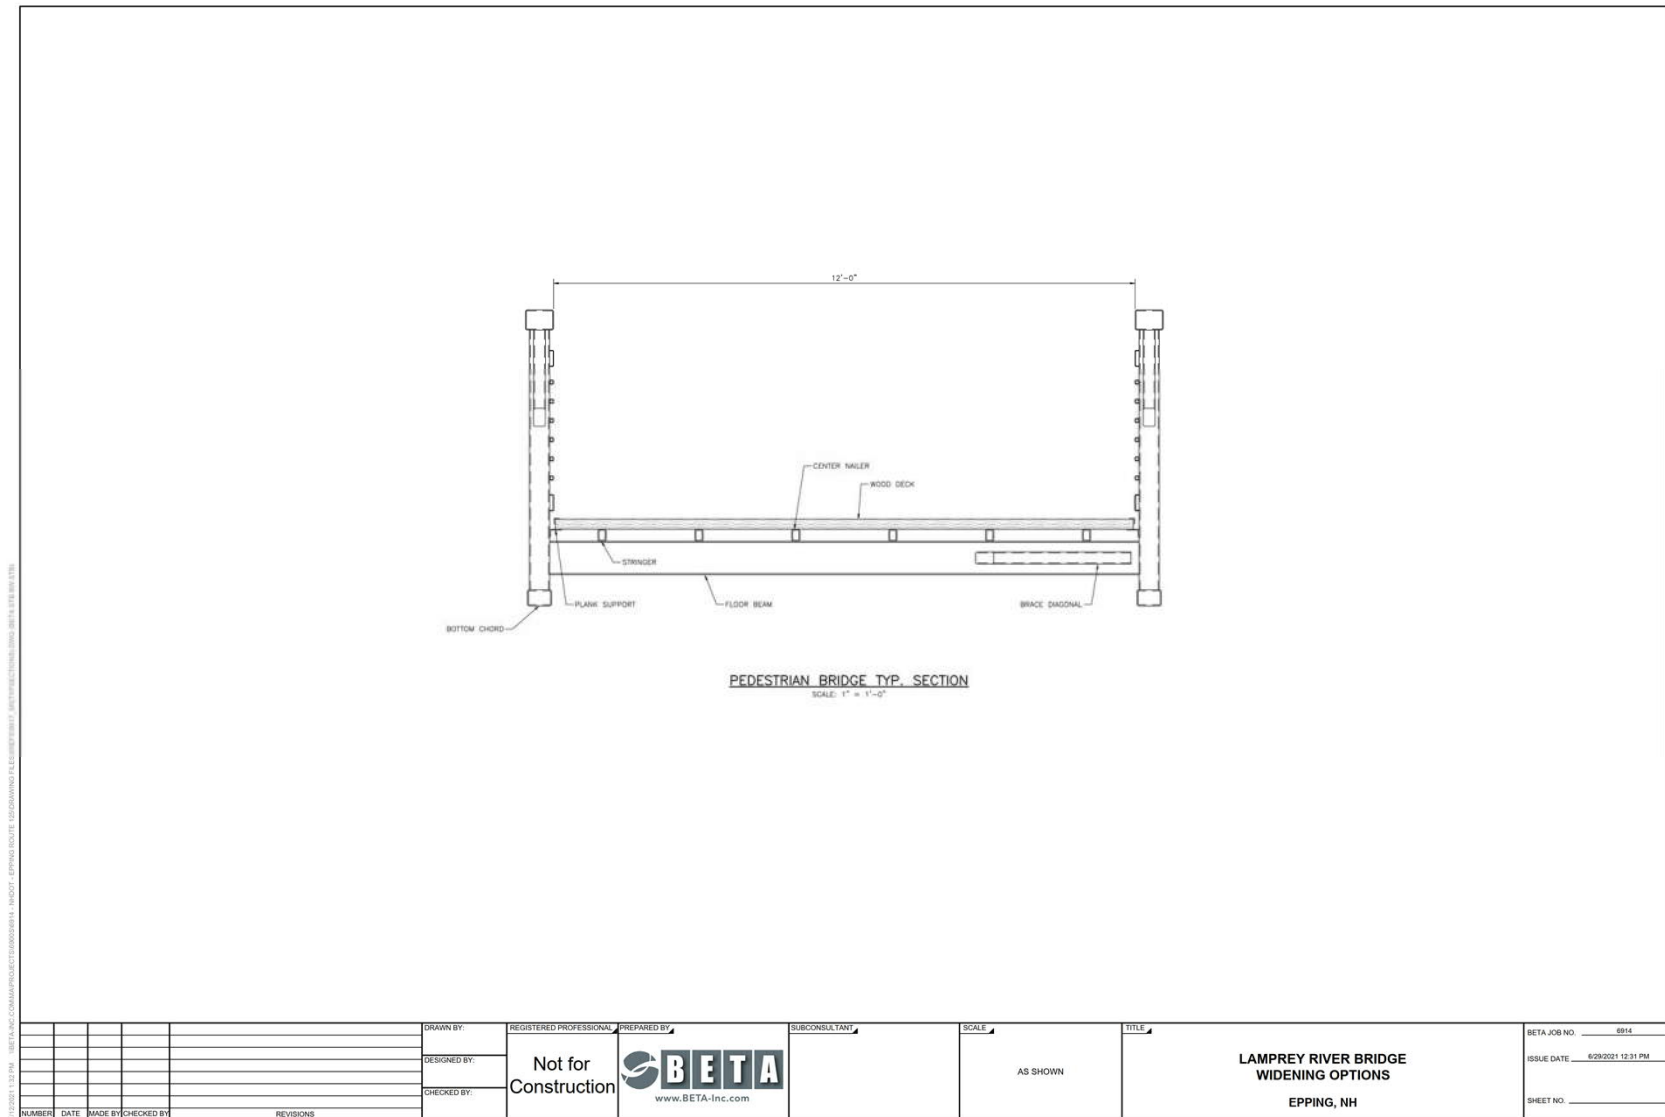 12'-0"
CENTER NAILER
WOOD DECK
STRINGER
PLANK SUPPORT
FLOOR BEAM
BRACE DIAGONAL
BOTTOM CHORD
PEDESTRIAN BRIDGE TYP. SECTION
SCALE: 1" = 1'-0"
NUMBER
DATE
MADE BY
CHECKED BY
REVISIONS
DRAWN BY:
DESIGNED BY:
CHECKED BY:
REGISTERED PROFESSIONAL
Not for
Construction
PREPARED BY
BETA
www.BETA-Inc.com
SUBCONSULTANT
SCALE
AS SHOWN
TITLE
LAMPREY RIVER BRIDGE
WIDENING OPTIONS
EPPING, NH
BETA JOB NO. 6914
ISSUE DATE 6/29/2021 12:31 PM
SHEET NO.